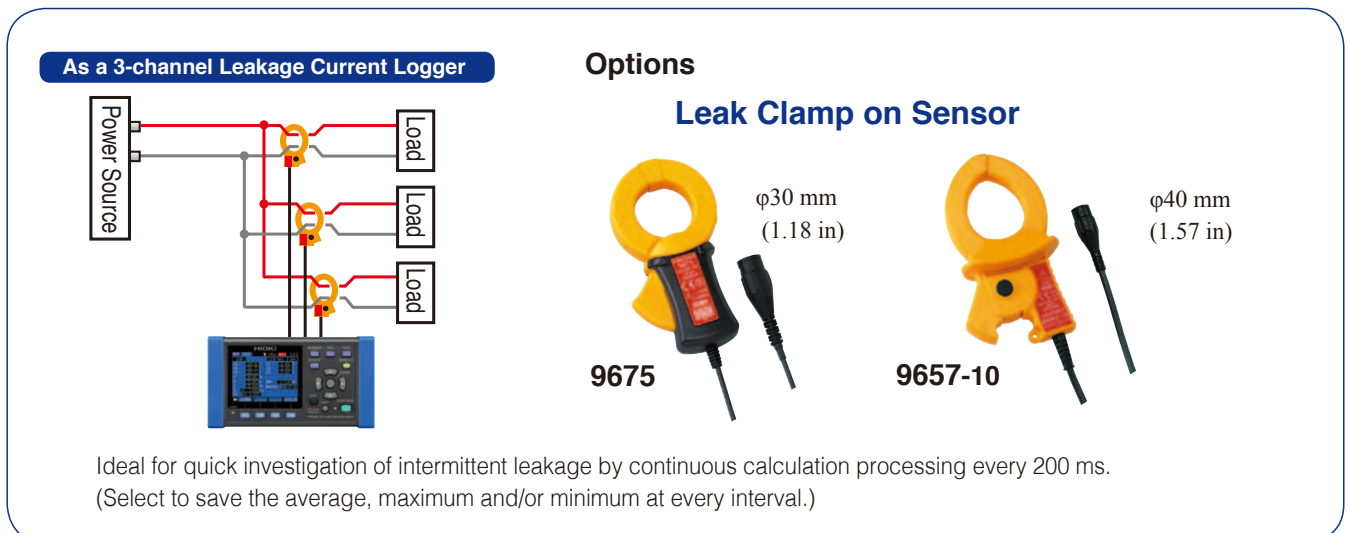 As a 3-channel Leakage Current Logger
Power Source
Load
Load
Load
HIOKI
Options
Leak Clamp on Sensor
φ30 mm
(1.18 in)
9675
φ40 mm
(1.57 in)
9657-10
Ideal for quick investigation of intermittent leakage by continuous calculation processing every 200 ms.
(Select to save the average, maximum and/or minimum at every interval.)